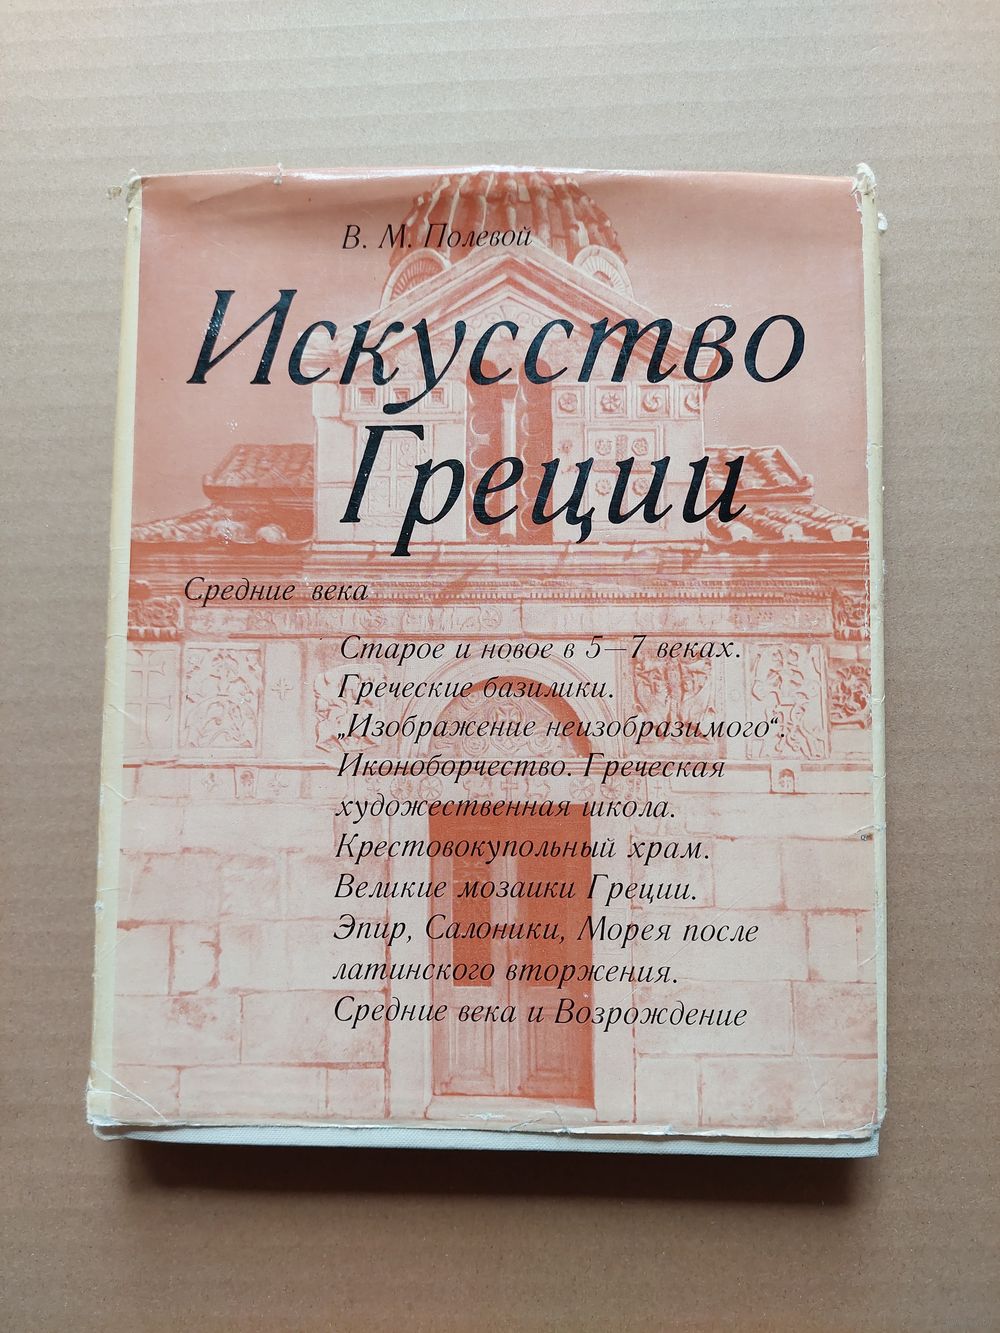 В. М. Полевой
Искусство
Греции
Средние века
Старое и новое в 5—7 веках.
Греческие базилики.
„Изображение неизобразимого“.
Иконоборчество. Греческая
художественная школа.
Крестовокупольный храм.
Великие мозаики Греции.
Эпир, Салоники, Морея после
латинского вторжения.
Средние века и Возрождение